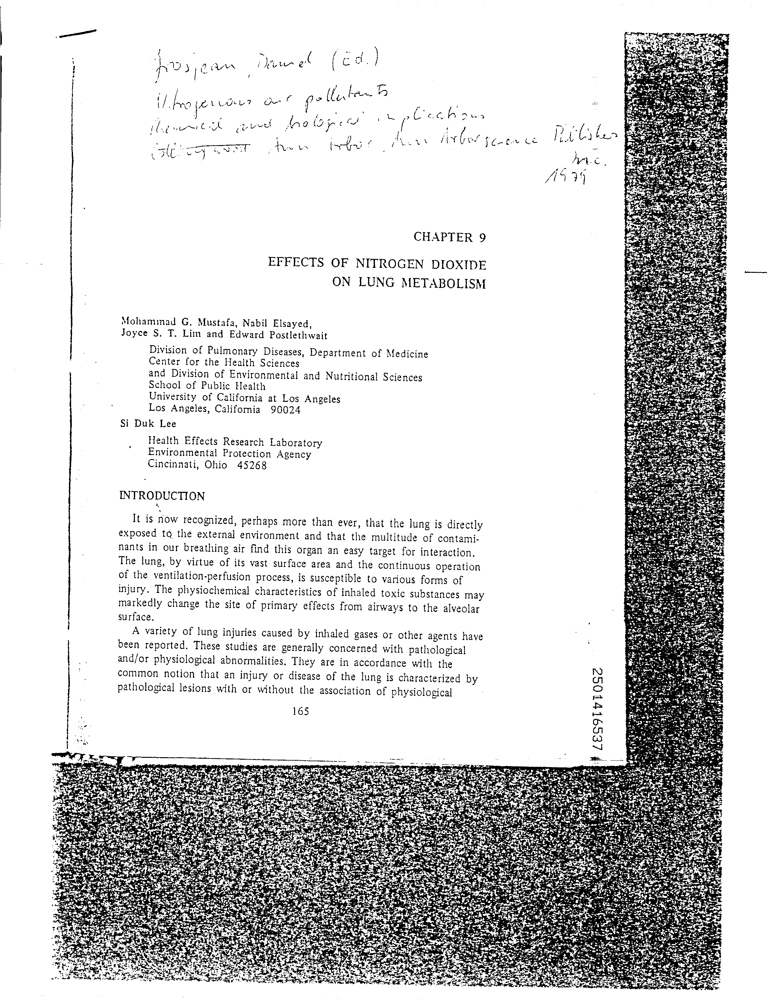 Grosjean, Daniel (Ed.)
Nitrogenous air pollutants
Chemical and biological implications
Ann Arbor, Ann Arbor science Publishers
Inc.
1979
CHAPTER 9
EFFECTS OF NITROGEN DIOXIDE
ON LUNG METABOLISM
Mohammad G. Mustafa, Nabil Elsayed,
Joyce S. T. Lim and Edward Postlethwait
Division of Pulmonary Diseases, Department of Medicine
Center for the Health Sciences
and Division of Environmental and Nutritional Sciences
School of Public Health
University of California at Los Angeles
Los Angeles, California 90024
Si Duk Lee
Health Effects Research Laboratory
Environmental Protection Agency
Cincinnati, Ohio 45268
INTRODUCTION
It is now recognized, perhaps more than ever, that the lung is directly
exposed to the external environment and that the multitude of contami-
nants in our breathing air find this organ an easy target for interaction.
The lung, by virtue of its vast surface area and the continuous operation
of the ventilation-perfusion process, is susceptible to various forms of
injury. The physiochemical characteristics of inhaled toxic substances may
markedly change the site of primary effects from airways to the alveolar
surface.
A variety of lung injuries caused by inhaled gases or other agents have
been reported. These studies are generally concerned with pathological
and/or physiological abnormalities. They are in accordance with the
common notion that an injury or disease of the lung is characterized by
pathological lesions with or without the association of physiological
165
2501416537